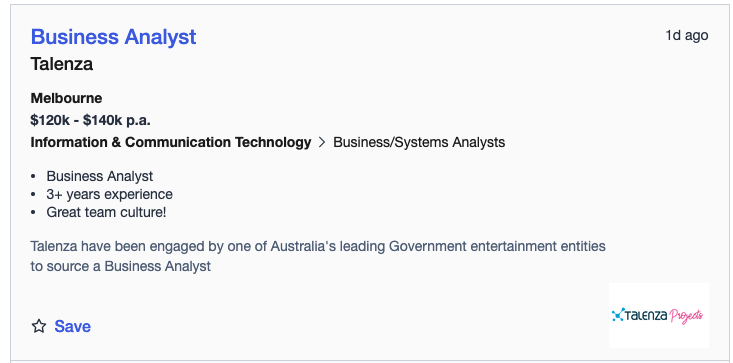 Business Analyst
1d ago
Talenza
Melbourne
$120k - $140k p.a.
Information & Communication Technology > Business/Systems Analysts
• Business Analyst
• 3+ years experience
• Great team culture!
Talenza have been engaged by one of Australia's leading Government entertainment entities
to source a Business Analyst
TALENZA Projects
Save